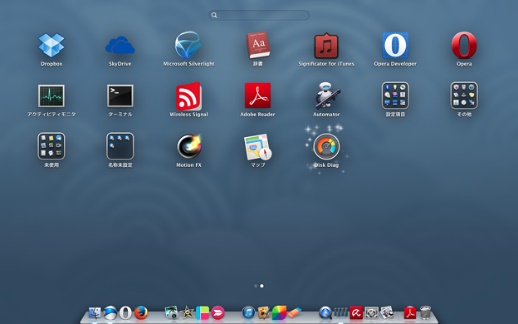 Dropbox
SkyDrive
Microsoft Silverlight
辞書
Significator for iTunes
Opera Developer
Opera
アクティビティモニタ
ターミナル
Wireless Signal
Adobe Reader
Automator
設定項目
その他
未使用
名称未設定
Motion FX
マップ
Disk Diag